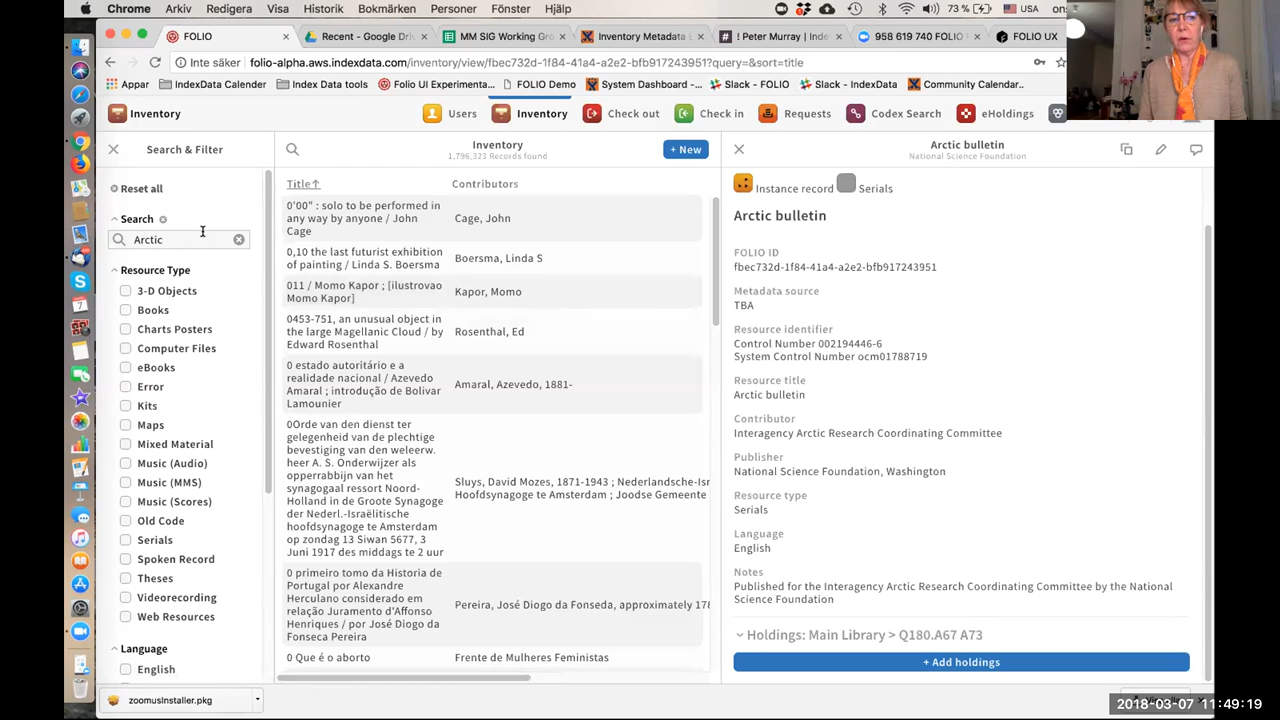 Chrome Arkiv Redigera Visa Historik Bokmärken Personer Fönster Hjälp 73 % USA
FOLIO Recent - Google Dri MM SIG Working Gr Inventory Metadata ! Peter Murray | Inde 958 619 740 FOLIO FOLIO UX
Inte säker folio-alpha.aws.indexdata.com/inventory/view/fbec732d-1f84-41a4-a2e2-bfb917243951?query=&sort=title
Appar IndexData Calender Index Data tools Folio UI Experimenta... FOLIO Demo System Dashboard -... Slack - FOLIO Slack - IndexData Community Calendar...
Inventory Users Inventory Check out Check in Requests Codex Search eHoldings
Search & Filter
Reset all
Search
Arctic
Resource Type
3-D Objects
Books
Charts Posters
Computer Files
eBooks
Error
Kits
Maps
Mixed Material
Music (Audio)
Music (MMS)
Music (Scores)
Old Code
Serials
Spoken Record
Theses
Videorecording
Web Resources
Language
English
Inventory
1,796,323 Records found
+ New
Title↑ Contributors
0'00" : solo to be performed in
any way by anyone / John
Cage
Cage, John
0,10 the last futurist exhibition
of painting / Linda S. Boersma
Boersma, Linda S
011 / Momo Kapor ; [ilustrovao
Momo Kapor]
Kapor, Momo
0453-751, an unusual object in
the large Magellanic Cloud / by
Edward Rosenthal
Rosenthal, Ed
0 estado autoritário e a
realidade nacional / Azevedo
Amaral ; introdução de Bolivar
Lamounier
Amaral, Azevedo, 1881-
0Orde van den dienst ter
gelegenheid van de plechtige
bevestiging van den weleerw.
heer A. S. Onderwijzer als
opperrabbijn van het
synagogaal ressort Noord-
Holland in de Groote Synagoge
der Nederl.-Israëlitische
hoofdsynagoge te Amsterdam
op zondag 13 Siwan 5677, 3
Juni 1917 des middags te 2 uur
Sluys, David Mozes, 1871-1943 ; Nederlandsche-Isr
Hoofdsynagoge te Amsterdam ; Joodse Gemeente
0 primeiro tomo da Historia de
Portugal por Alexandre
Herculano considerado em
relação Juramento d'Affonso
Henriques / por José Diogo da
Fonseca Pereira
Pereira, José Diogo da Fonseda, approximately 178
0 Que é o aborto
Frente de Mulheres Feministas
Arctic bulletin
National Science Foundation
Instance record Serials
Arctic bulletin
FOLIO ID
fbec732d-1f84-41a4-a2e2-bfb917243951
Metadata source
TBA
Resource identifier
Control Number 002194446-6
System Control Number ocm01788719
Resource title
Arctic bulletin
Contributor
Interagency Arctic Research Coordinating Committee
Publisher
National Science Foundation, Washington
Resource type
Serials
Language
English
Notes
Published for the Interagency Arctic Research Coordinating Committee by the National
Science Foundation
Holdings: Main Library > Q180.A67 A73
+ Add holdings
zoomusInstaller.pkg
2018-03-07 11:49:19